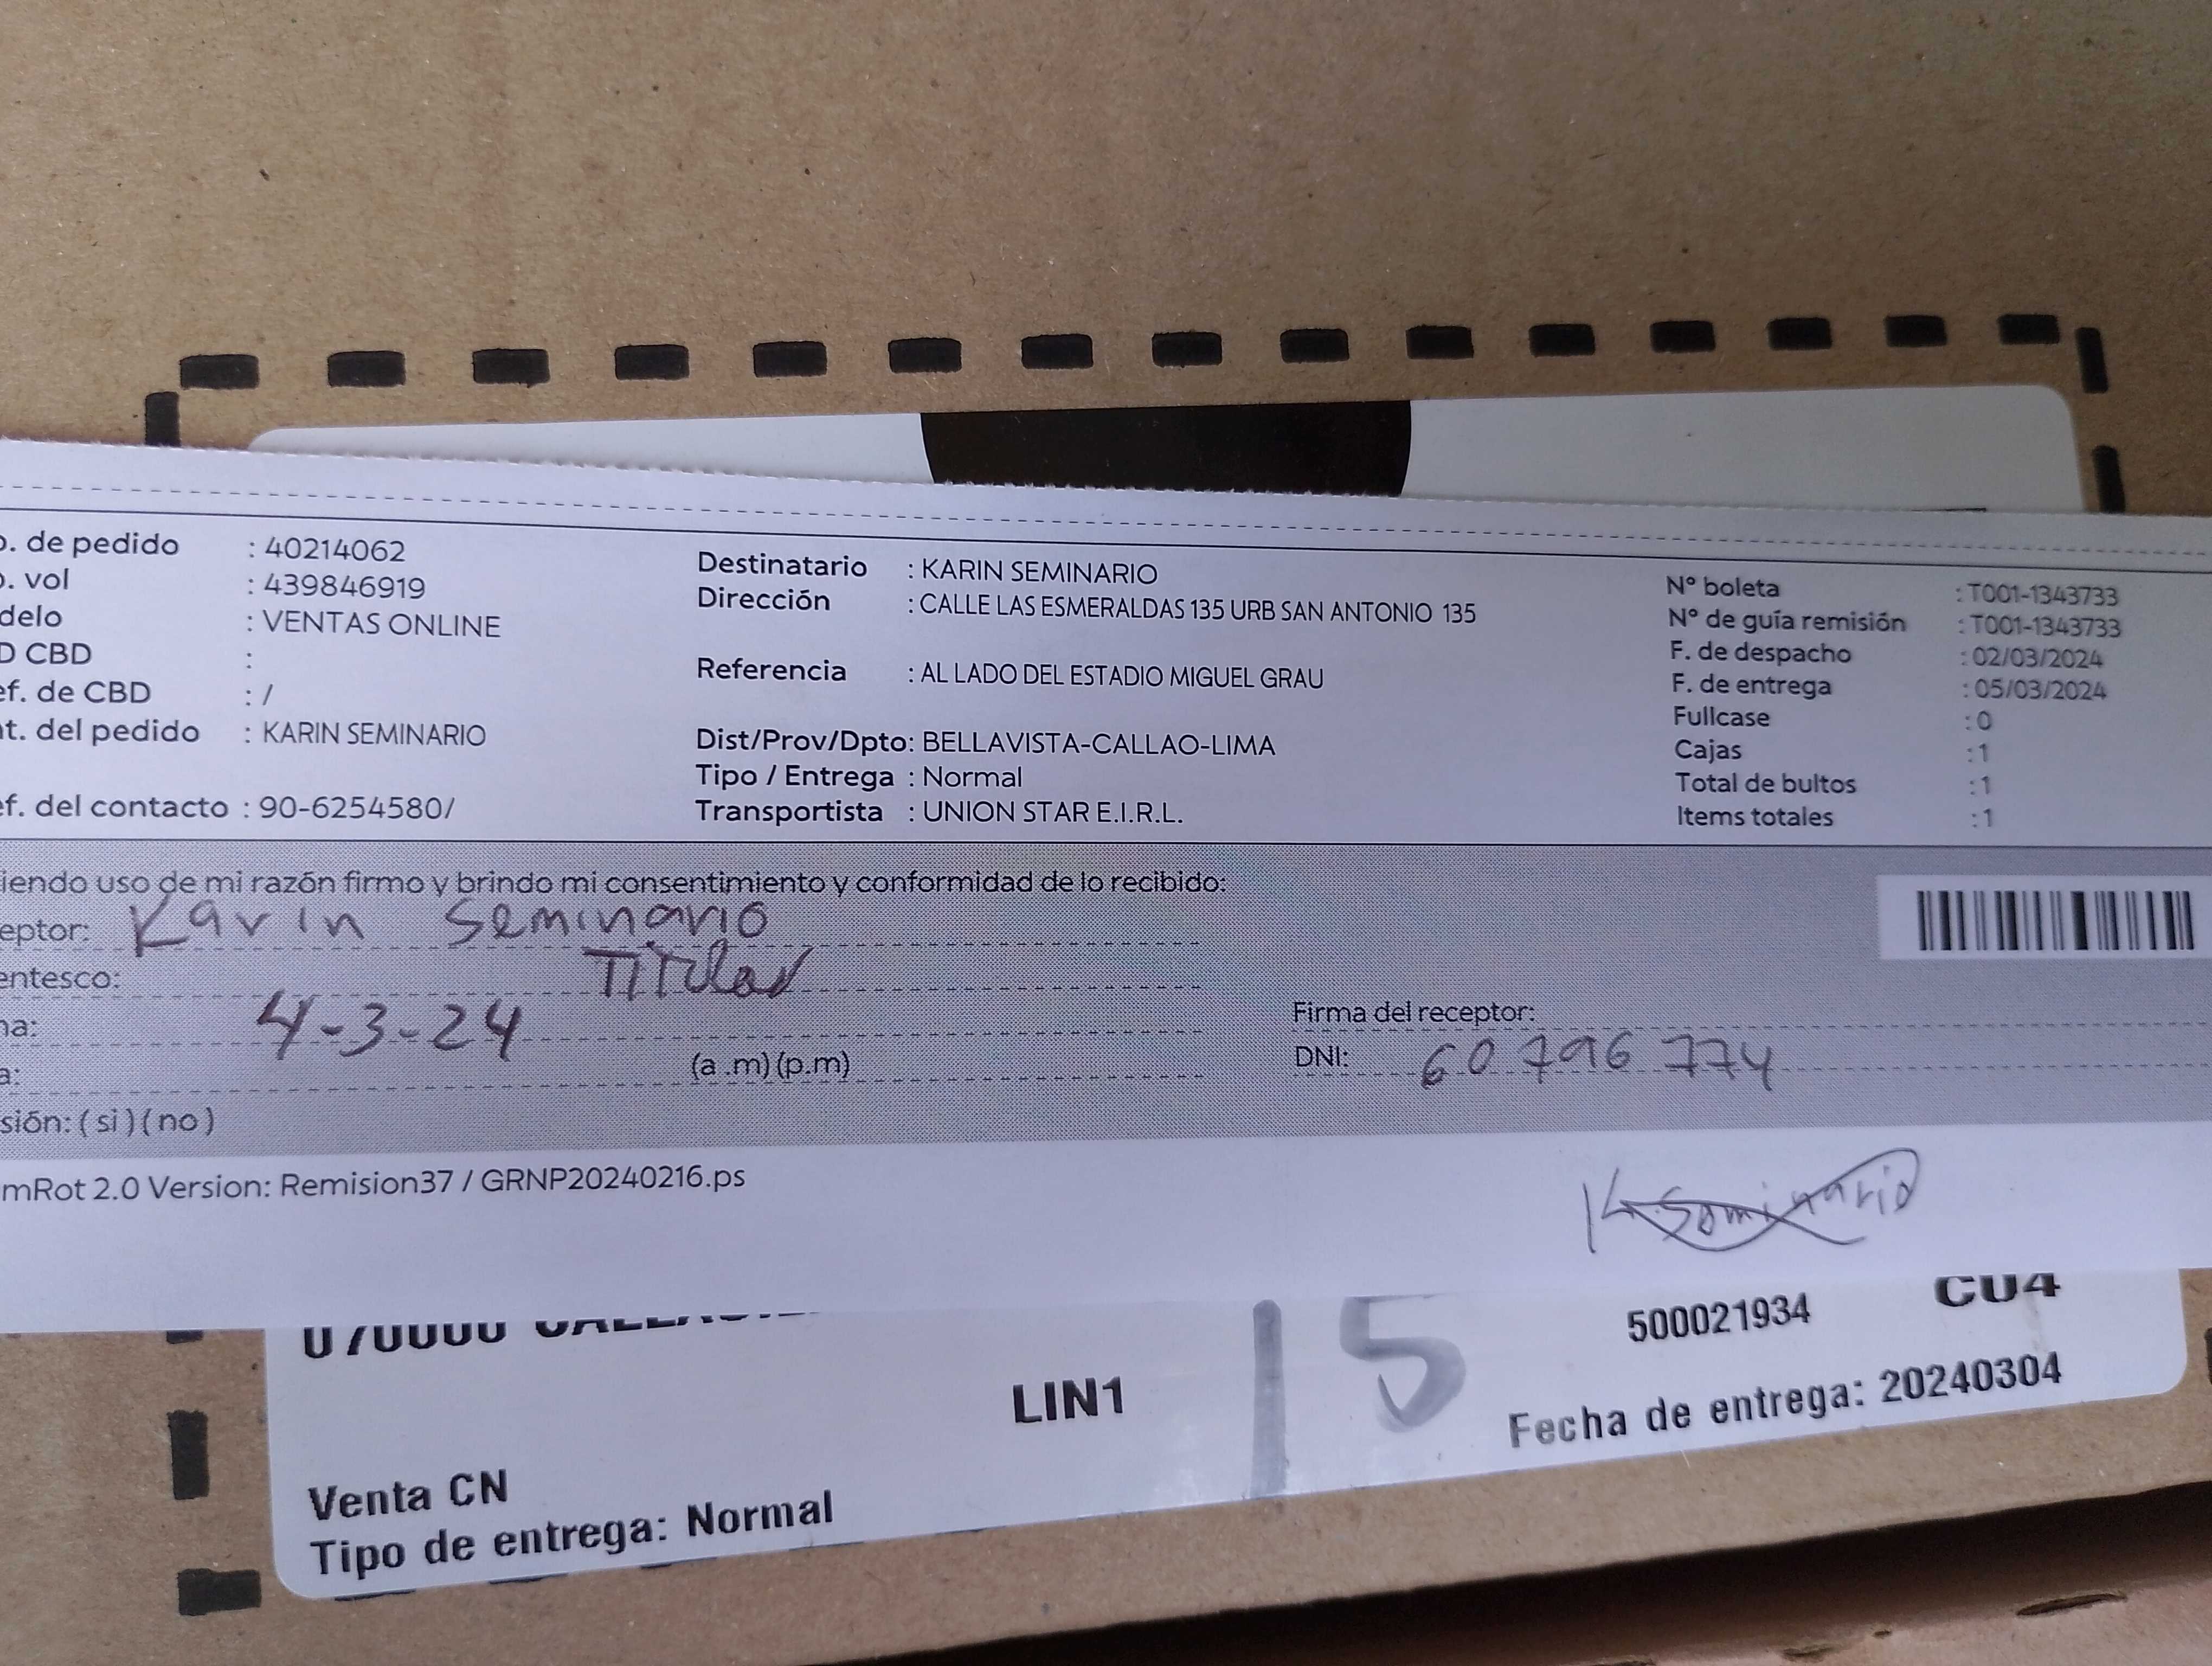 o. de pedido : 40214062
o. vol : 439846919
delo : VENTAS ONLINE
D CBD :
ef. de CBD : /
nt. del pedido : KARIN SEMINARIO
ef. del contacto : 90-6254580/
Destinatario : KARIN SEMINARIO
Dirección : CALLE LAS ESMERALDAS 135 URB SAN ANTONIO 135
Referencia : AL LADO DEL ESTADIO MIGUEL GRAU
Dist/Prov/Dpto: BELLAVISTA-CALLAO-LIMA
Tipo / Entrega : Normal
Transportista : UNION STAR E.I.R.L.
N° boleta : T001-1343733
N° de guía remisión : T001-1343733
F. de despacho : 02/03/2024
F. de entrega : 05/03/2024
Fullcase : 0
Cajas : 1
Total de bultos : 1
Items totales : 1
iendo uso de mi razón firmo y brindo mi consentimiento y conformidad de lo recibido:
eptor: Karin Seminario
entesco: Titular
na: 4-3-24
a: (a .m) (p.m)
sión: ( si ) ( no )
Firma del receptor:
DNI: 60796774
mRot 2.0 Version: Remision37 / GRNP20240216.ps
K. Seminario
15
500021934
CU4
LIN1
Fecha de entrega: 20240304
Venta CN
Tipo de entrega: Normal